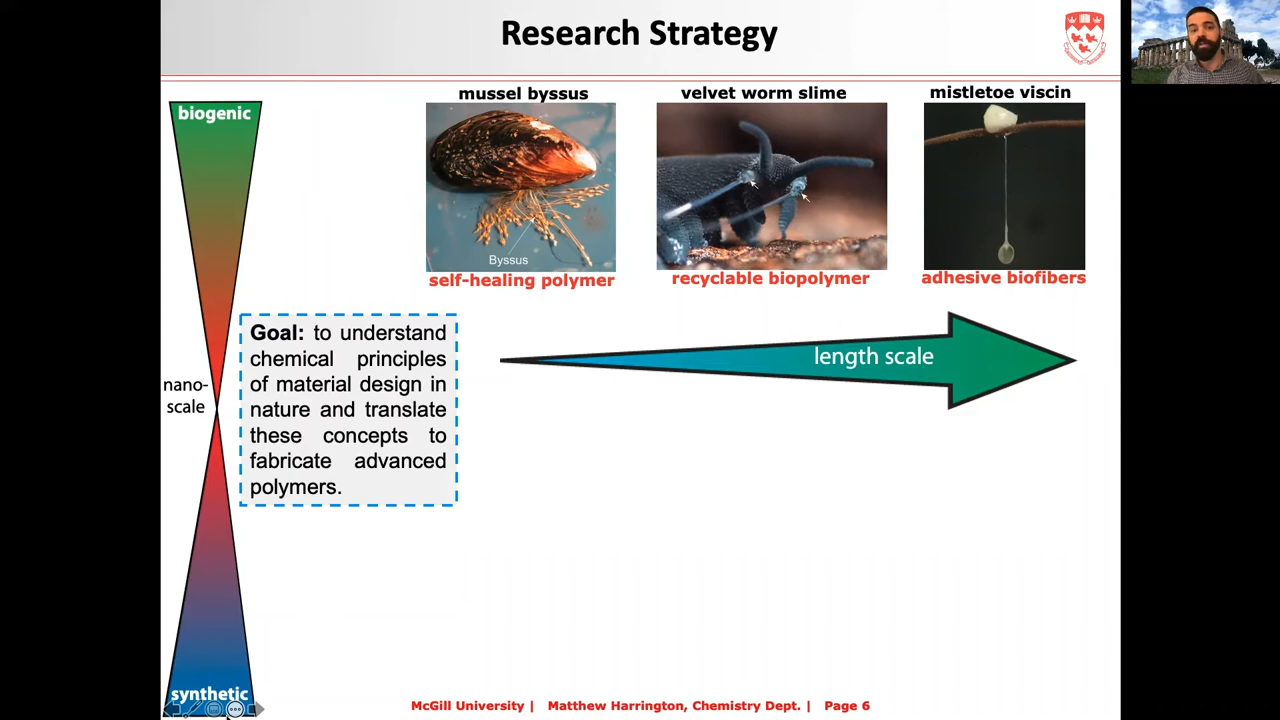 Research Strategy
mussel byssus
velvet worm slime
mistletoe viscin
biogenic
Byssus
self-healing polymer
recyclable biopolymer
adhesive biofibers
Goal: to understand
chemical principles
of material design in
nature and translate
these concepts to
fabricate advanced
polymers.
length scale
nano-
scale
synthetic
McGill University | Matthew Harrington, Chemistry Dept. | Page 6